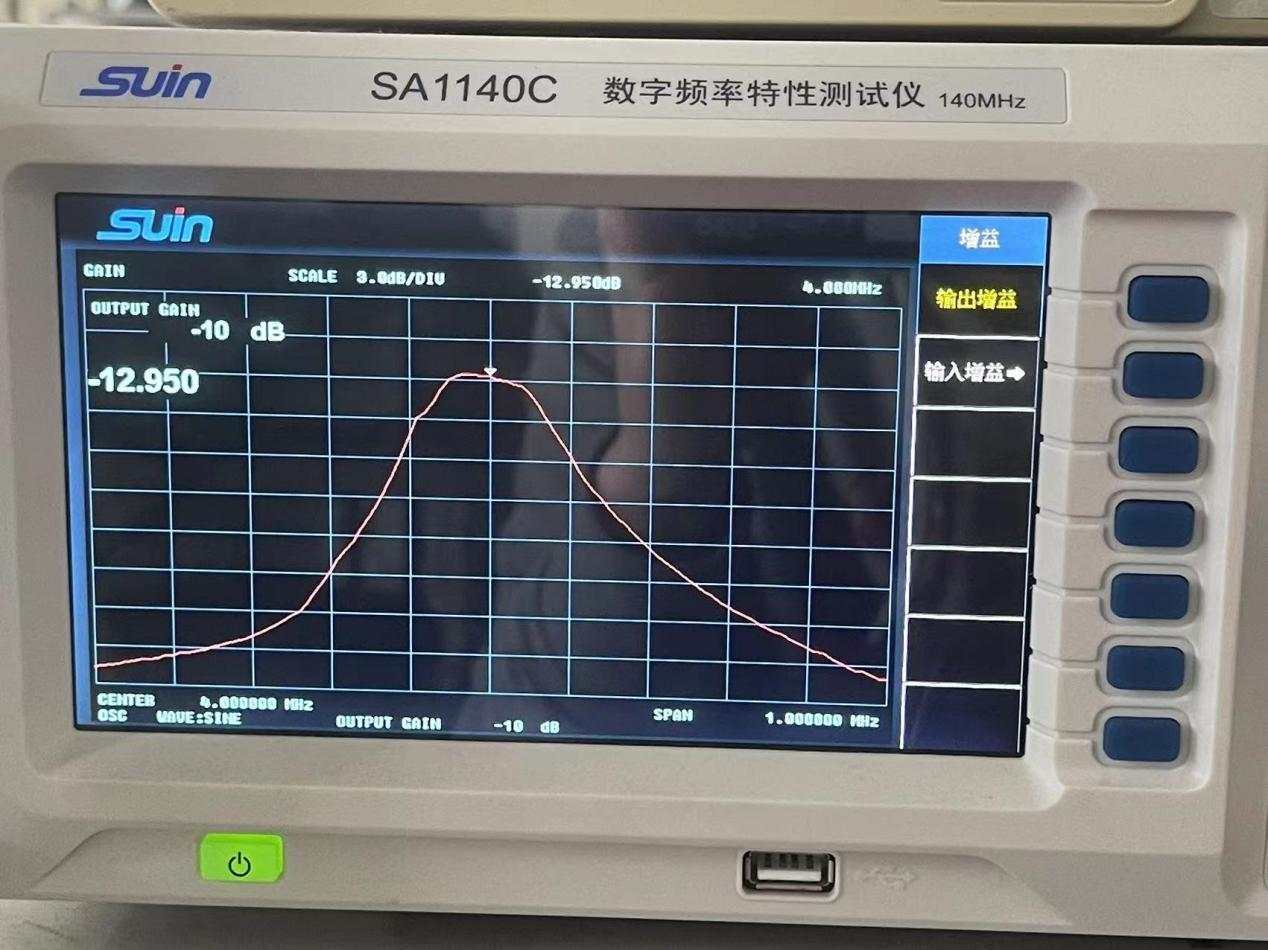 SUIN
SA1140C 数字频率特性测试仪 140MHz
SUIN
增益
GAIN SCALE 3.0dB/DIV -12.950dB 4.000MHz
OUTPUT GAIN
-10 dB
-12.950
输出增益
输入增益➡
CENTER 4.000000 MHz SPAN 1.000000 MHz
OSC WAVE:SINE OUTPUT GAIN -10 dB